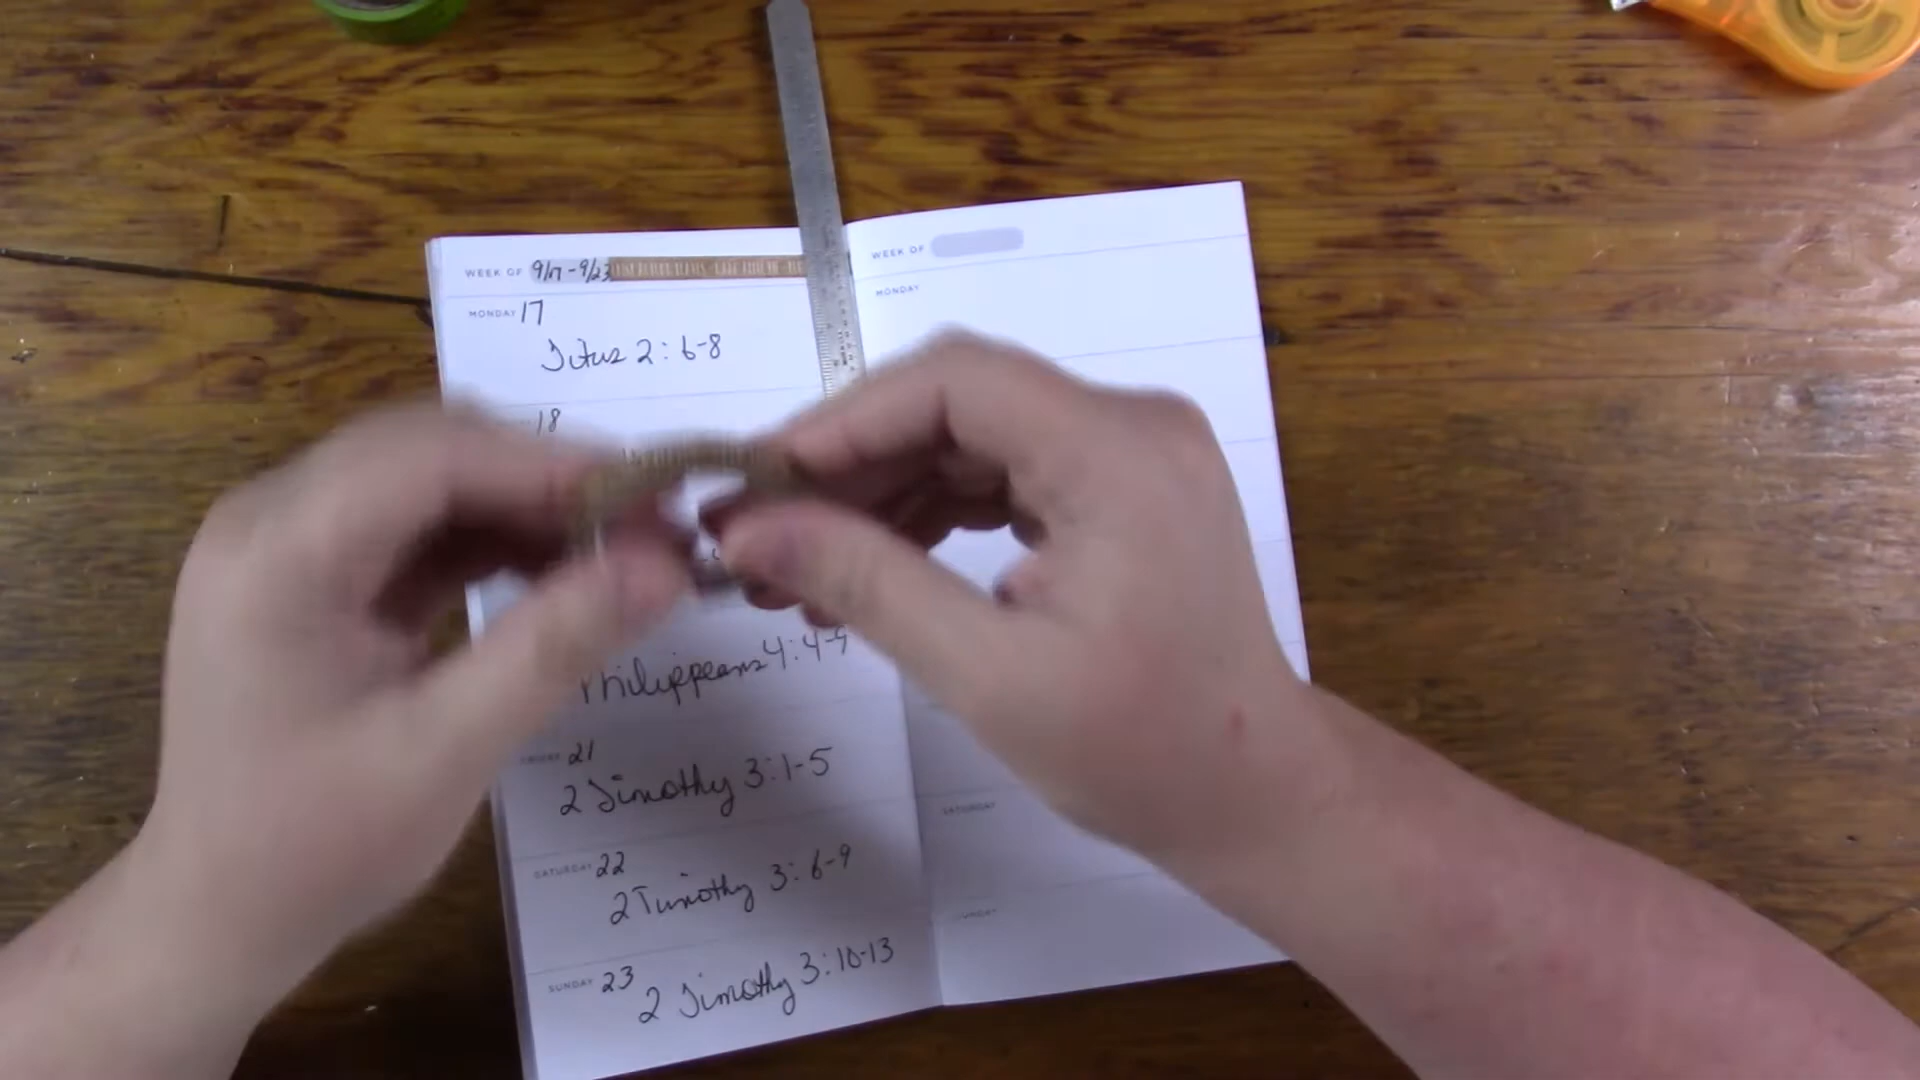 WEEK OF 9/17-9/23
MONDAY 17
Titus 2: 6-8
18
Philippeans 4:4-9
FRIDAY 21
2 Timothy 3:1-5
SATURDAY 22
2 Timothy 3: 6-9
SUNDAY 23
2 Timothy 3:10-13
WEEK OF
MONDAY
SATURDAY